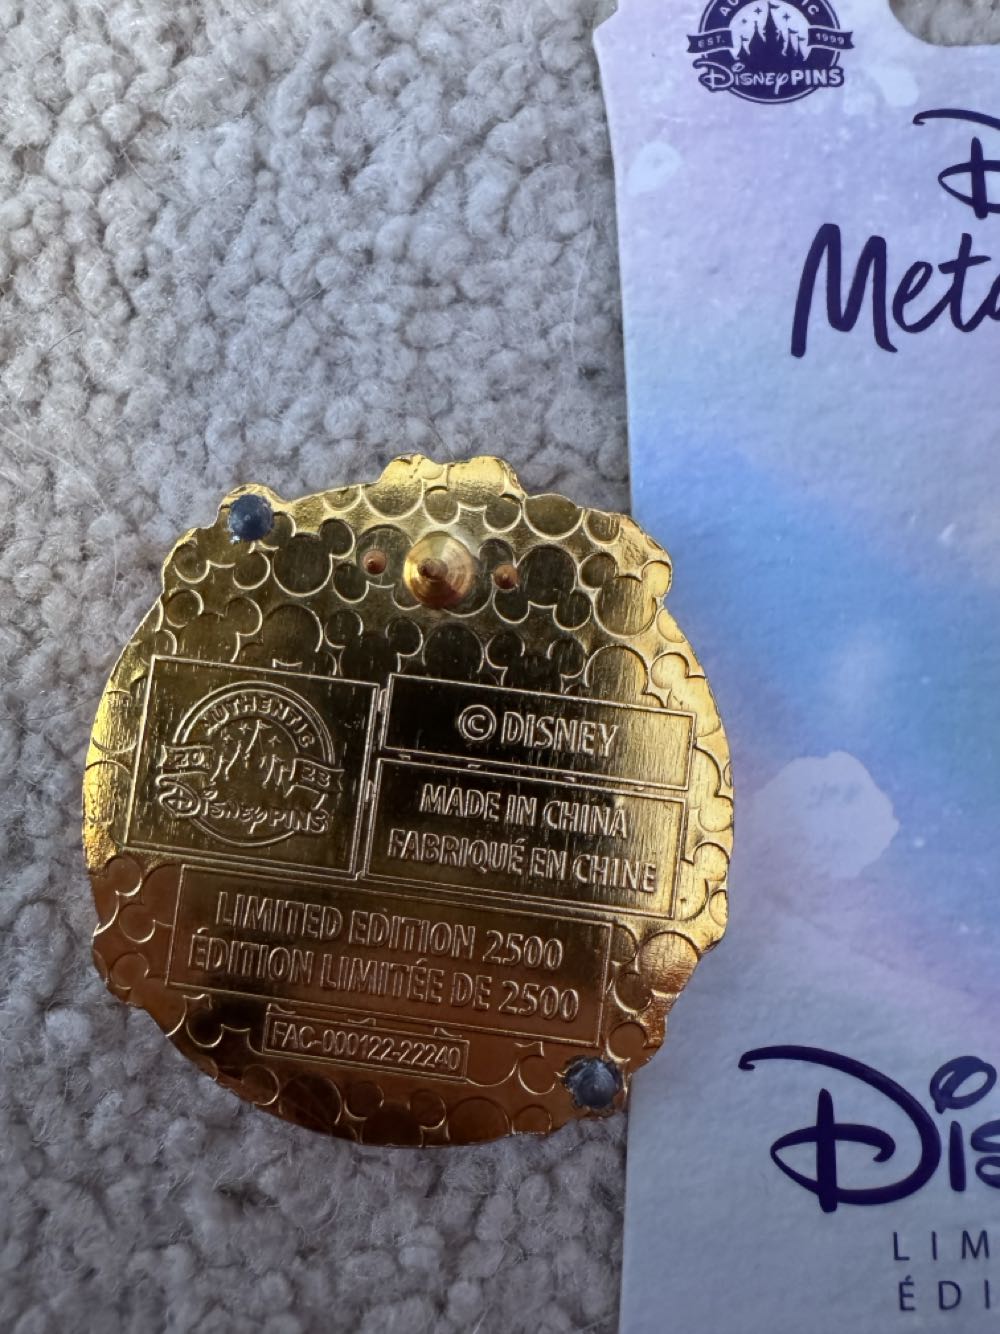 AUTHENTIC
EST. 1999
Disney PINS
Meta
Dis
LIM
ÉDI
AUTHENTIC
20 23
Disney PINS
© DISNEY
MADE IN CHINA
FABRIQUÉ EN CHINE
LIMITED EDITION 2500
ÉDITION LIMITÉE DE 2500
FAC-000122-22240